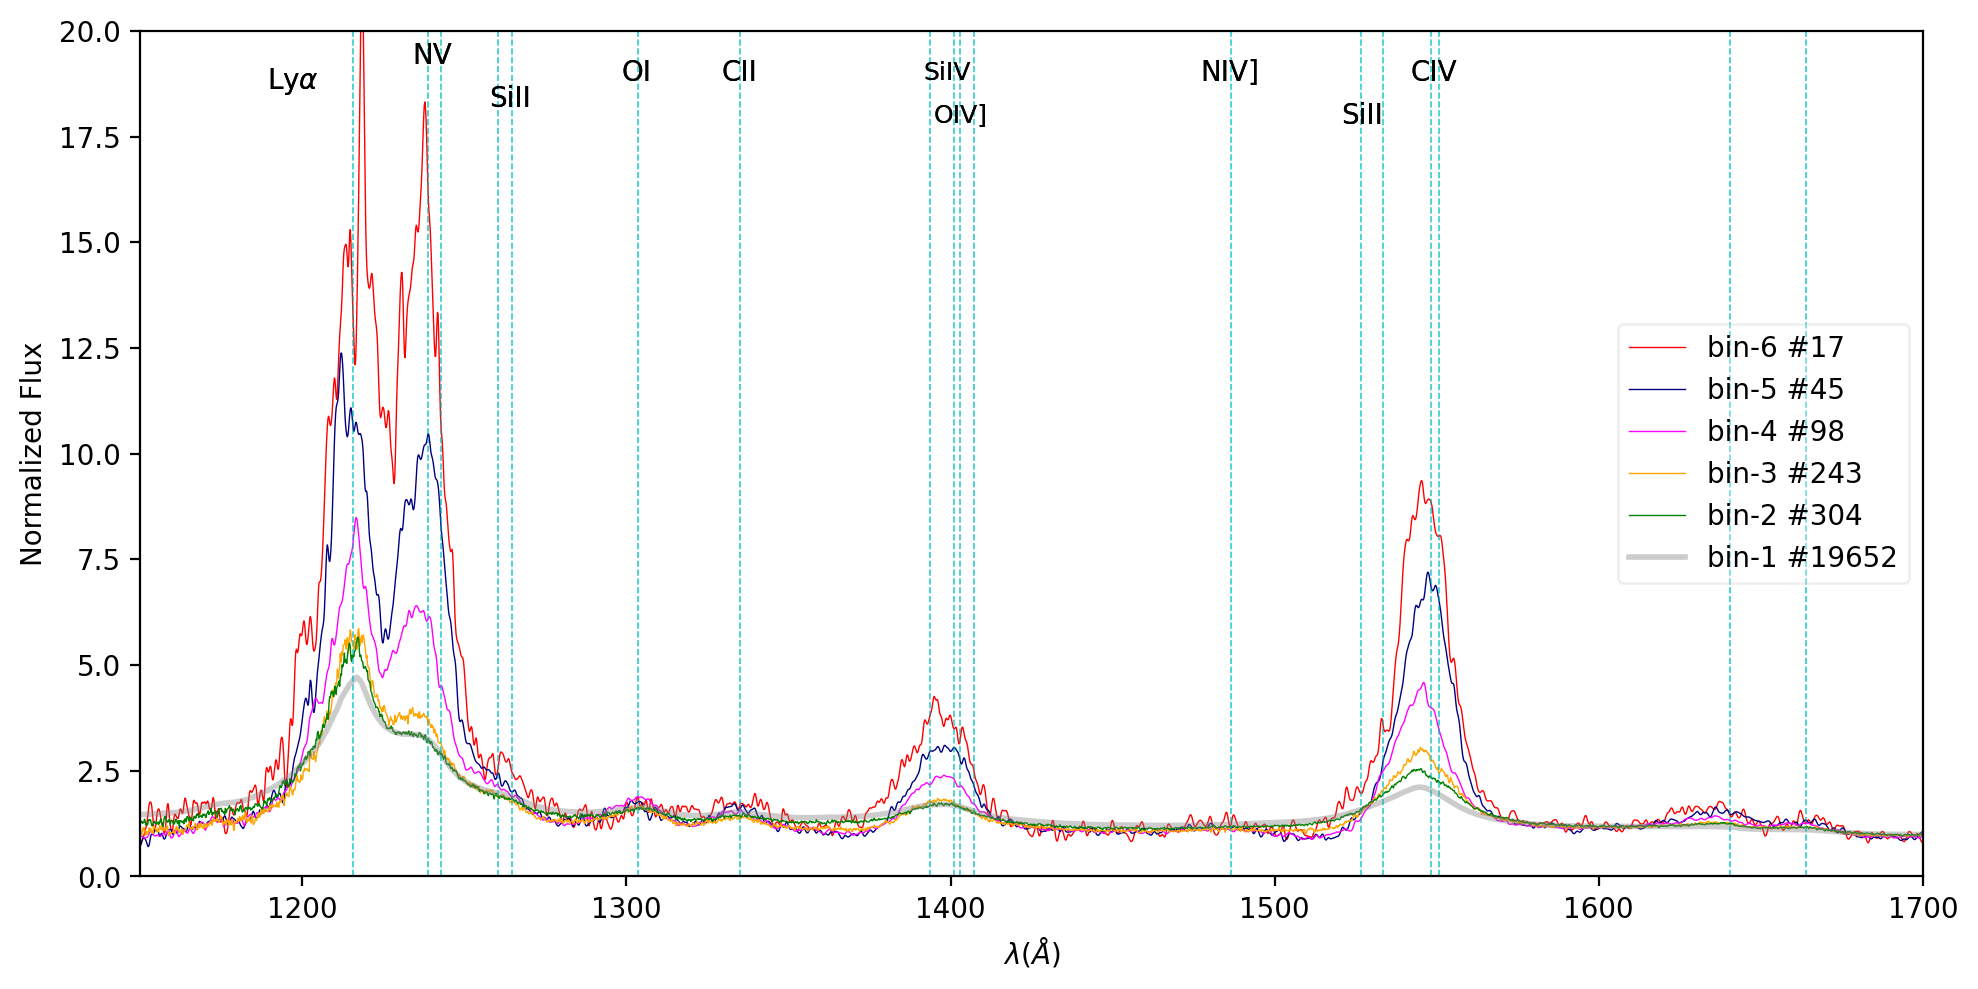 20.0
17.5
15.0
12.5
10.0
7.5
5.0
2.5
0.0
Normalized Flux
Lyα
NV
SiII
OI
CII
SiIV
OIV]
NIV]
SiII
CIV
bin-6 #17
bin-5 #45
bin-4 #98
bin-3 #243
bin-2 #304
bin-1 #19652
1200 1300 1400 1500 1600 1700
λ(Å)